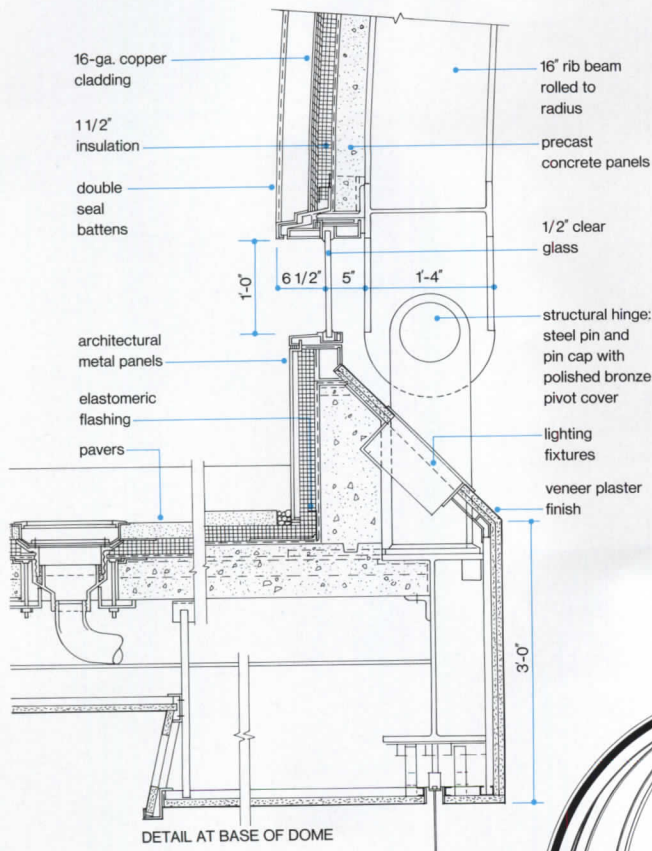 16-ga. copper
cladding
1 1/2"
insulation
double
seal
battens
architectural
metal panels
elastomeric
flashing
pavers
1'-0"
6 1/2"
5"
1'-4"
16" rib beam
rolled to
radius
precast
concrete panels
1/2" clear
glass
structural hinge:
steel pin and
pin cap with
polished bronze
pivot cover
lighting
fixtures
veneer plaster
finish
3'-0"
DETAIL AT BASE OF DOME